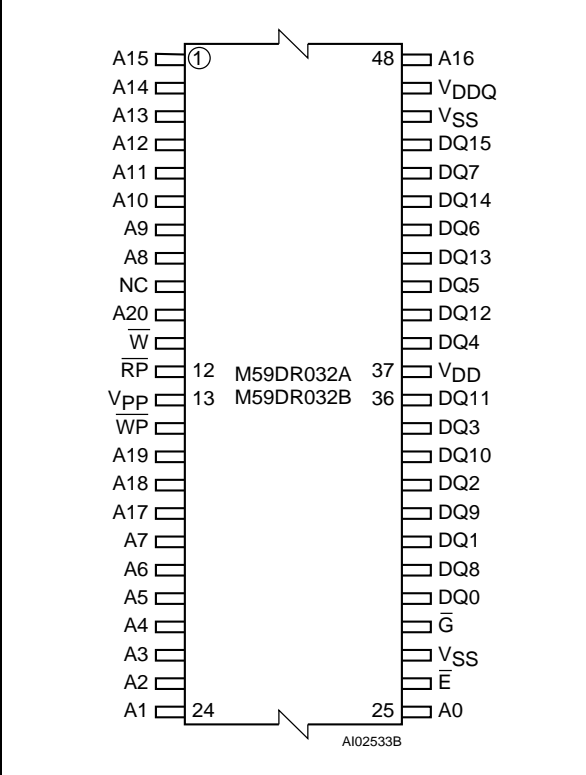 A15 1 48 A16
A14 VDDQ
A13 VSS
A12 DQ15
A11 DQ7
A10 DQ14
A9 DQ6
A8 DQ13
NC DQ5
A20 DQ12
W̅ DQ4
R̅P̅ 12 M59DR032A 37 VDD
VPP 13 M59DR032B 36 DQ11
W̅P̅ DQ3
A19 DQ10
A18 DQ2
A17 DQ9
A7 DQ1
A6 DQ8
A5 DQ0
A4 G̅
A3 VSS
A2 E̅
A1 24 25 A0
AI02533B